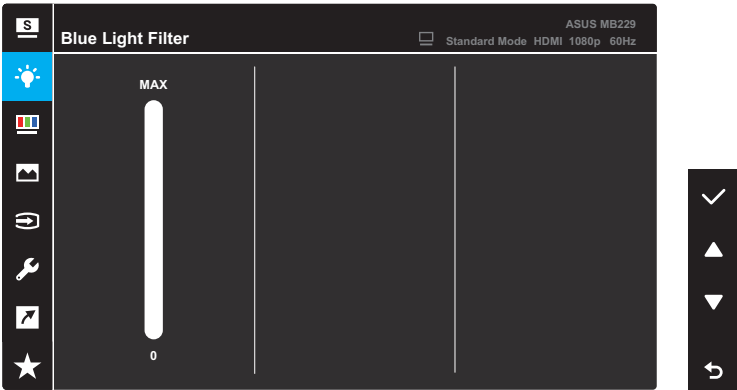 S
ASUS MB229
Blue Light Filter
Standard Mode HDMI 1080p 60Hz
MAX
0